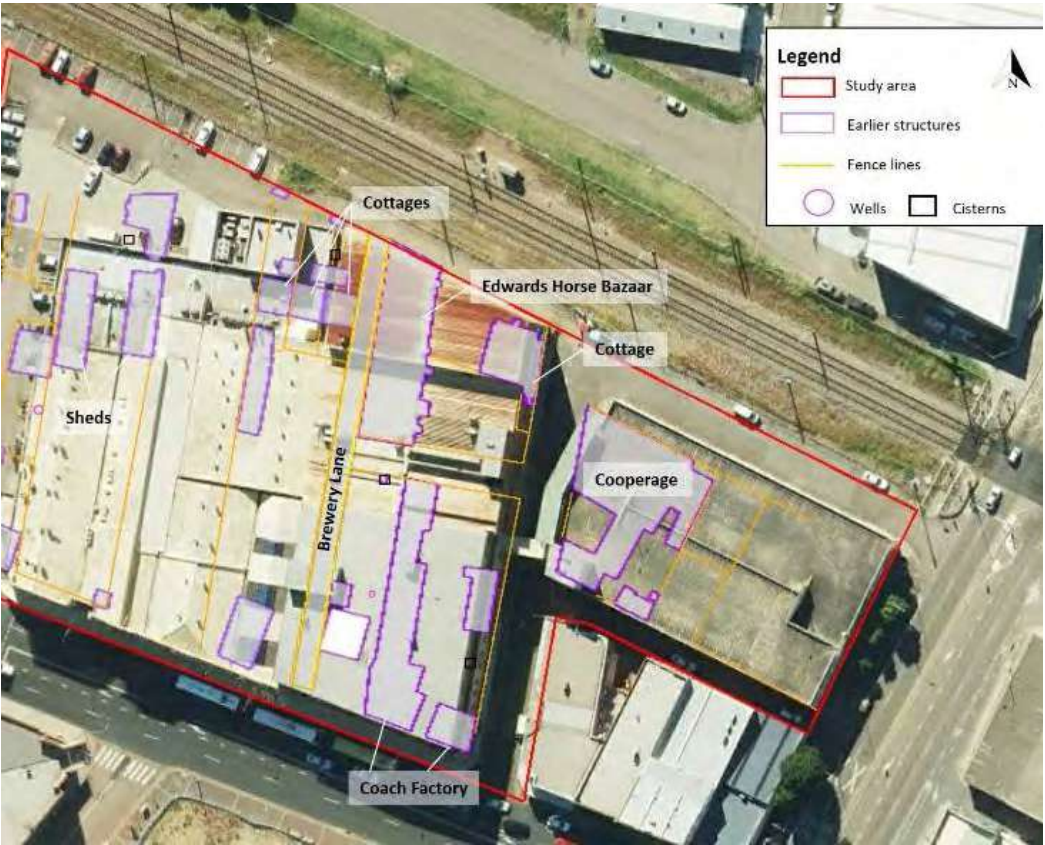 Legend
Study area
Earlier structures
Fence lines
Wells
Cisterns
N
Cottages
Edwards Horse Bazaar
Cottage
Sheds
Cooperage
Brewery Lane
Coach Factory